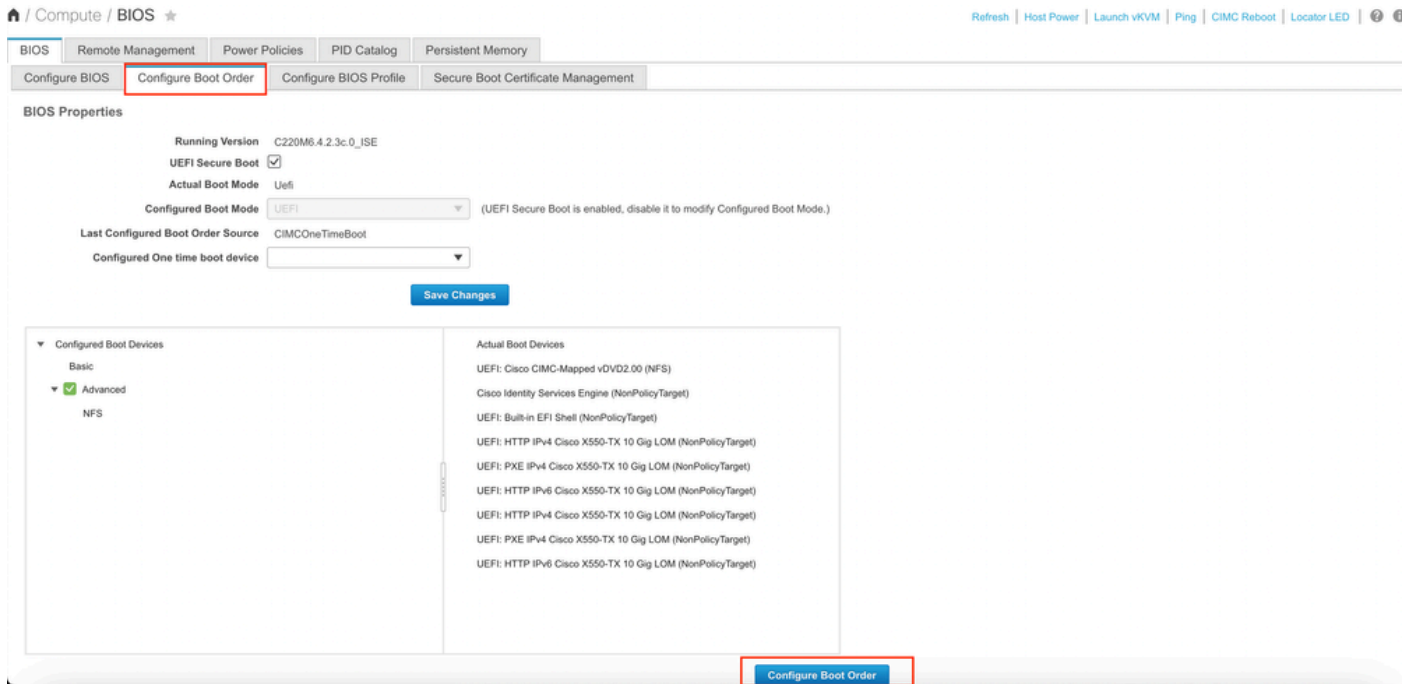 / Compute / BIOS ★
Refresh | Host Power | Launch vKVM | Ping | CIMC Reboot | Locator LED | ?
BIOS Remote Management Power Policies PID Catalog Persistent Memory
Configure BIOS Configure Boot Order Configure BIOS Profile Secure Boot Certificate Management
BIOS Properties
Running Version C220M6.4.2.3c.0_ISE
UEFI Secure Boot
Actual Boot Mode Uefi
Configured Boot Mode UEFI (UEFI Secure Boot is enabled, disable it to modify Configured Boot Mode.)
Last Configured Boot Order Source CIMCOneTimeBoot
Configured One time boot device
Save Changes
Configured Boot Devices
Basic
Advanced
NFS
Actual Boot Devices
UEFI: Cisco CIMC-Mapped vDVD2.00 (NFS)
Cisco Identity Services Engine (NonPolicyTarget)
UEFI: Built-in EFI Shell (NonPolicyTarget)
UEFI: HTTP IPv4 Cisco X550-TX 10 Gig LOM (NonPolicyTarget)
UEFI: PXE IPv4 Cisco X550-TX 10 Gig LOM (NonPolicyTarget)
UEFI: HTTP IPv6 Cisco X550-TX 10 Gig LOM (NonPolicyTarget)
UEFI: HTTP IPv4 Cisco X550-TX 10 Gig LOM (NonPolicyTarget)
UEFI: PXE IPv4 Cisco X550-TX 10 Gig LOM (NonPolicyTarget)
UEFI: HTTP IPv6 Cisco X550-TX 10 Gig LOM (NonPolicyTarget)
Configure Boot Order